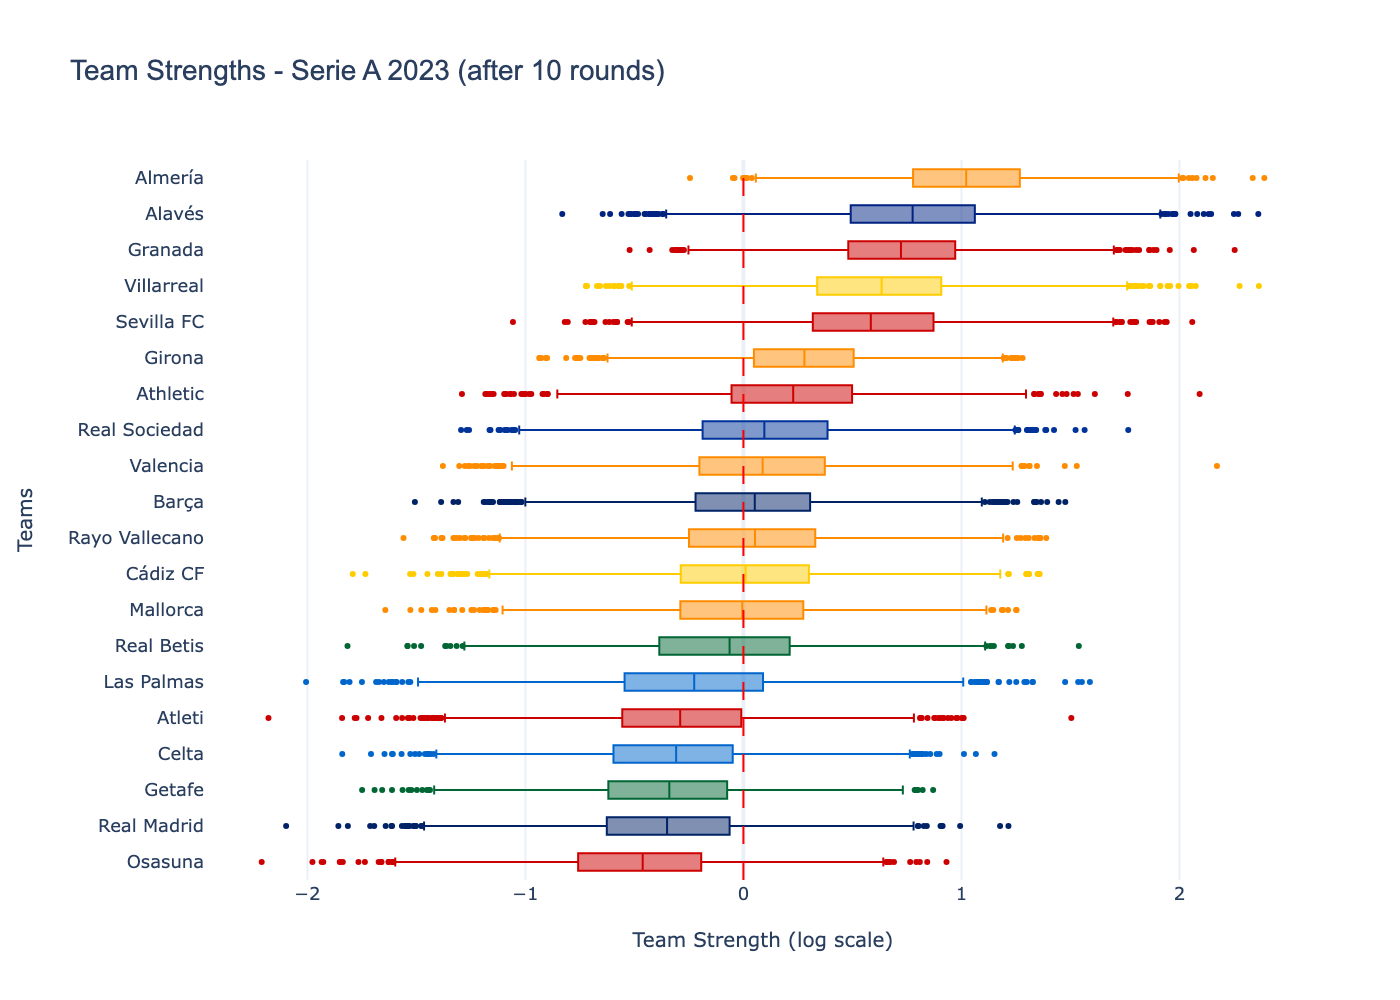 Team Strengths - Serie A 2023 (after 10 rounds)
Almería
Alavés
Granada
Villarreal
Sevilla FC
Girona
Athletic
Real Sociedad
Valencia
Barça
Rayo Vallecano
Cádiz CF
Mallorca
Real Betis
Las Palmas
Atleti
Celta
Getafe
Real Madrid
Osasuna
Teams
−2 −1 0 1 2
Team Strength (log scale)